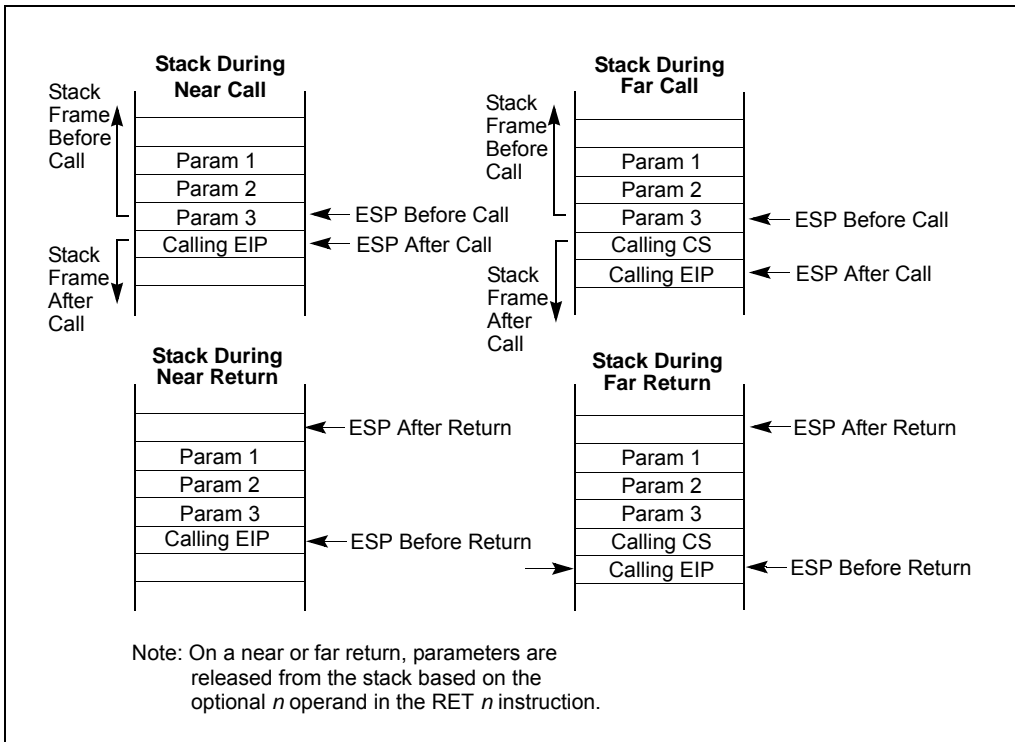 Stack During
Near Call
Stack
Frame
Before
Call
Param 1
Param 2
Param 3
Calling EIP
ESP Before Call
ESP After Call
Stack
Frame
After
Call
Stack During
Far Call
Stack
Frame
Before
Call
Param 1
Param 2
Param 3
Calling CS
Calling EIP
ESP Before Call
ESP After Call
Stack
Frame
After
Call
Stack During
Near Return
ESP After Return
Param 1
Param 2
Param 3
Calling EIP
ESP Before Return
Stack During
Far Return
ESP After Return
Param 1
Param 2
Param 3
Calling CS
Calling EIP
ESP Before Return
Note: On a near or far return, parameters are
released from the stack based on the
optional n operand in the RET n instruction.